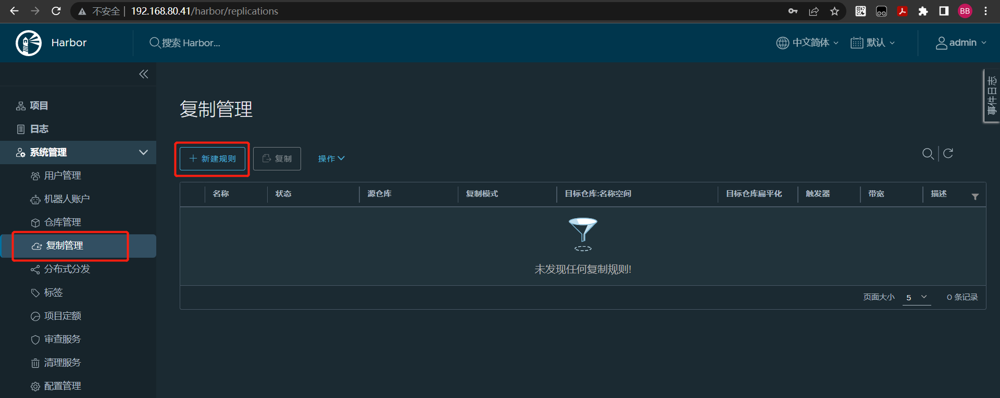 不安全 | 192.168.80.41/harbor/replications
BB
Harbor
搜索 Harbor...
中文简体
默认
admin
事件日志
项目
日志
系统管理
用户管理
机器人账户
仓库管理
复制管理
分布式分发
标签
项目定额
审查服务
清理服务
配置管理
复制管理
+ 新建规则 复制 操作
名称 状态 源仓库 复制模式 目标仓库:名称空间 目标仓库扁平化 触发器 带宽 描述
未发现任何复制规则!
页面大小 5 0 条记录